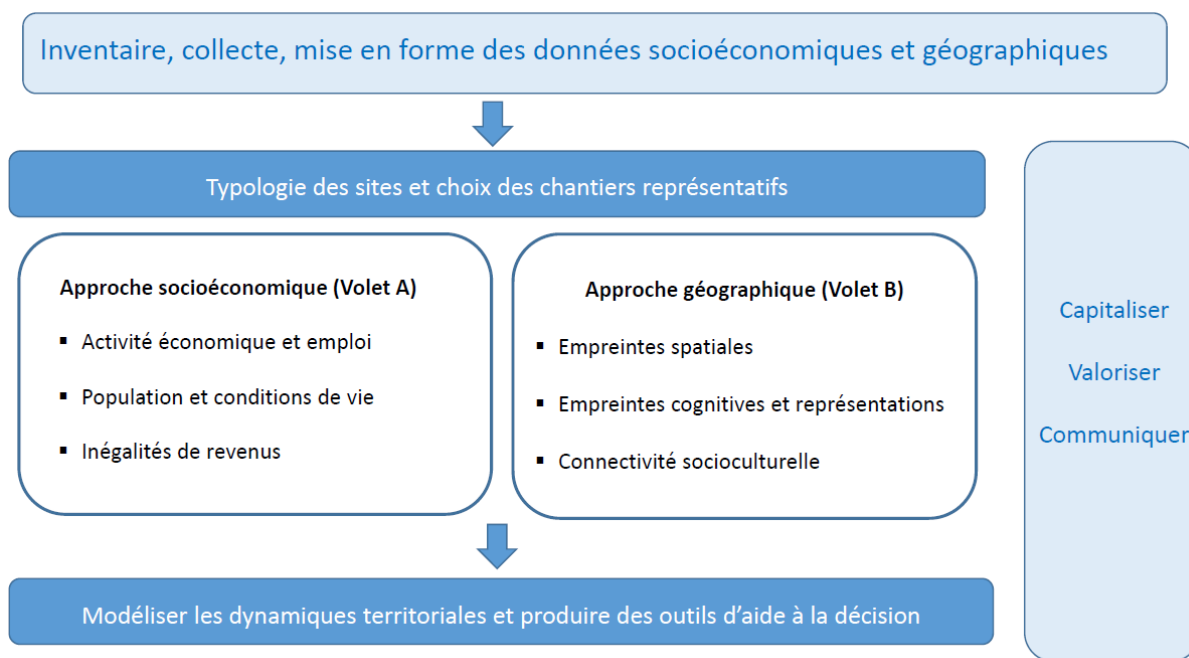 Inventaire, collecte, mise en forme des données socioéconomiques et géographiques
Typologie des sites et choix des chantiers représentatifs
Approche socioéconomique (Volet A)
▪ Activité économique et emploi
▪ Population et conditions de vie
▪ Inégalités de revenus
Approche géographique (Volet B)
▪ Empreintes spatiales
▪ Empreintes cognitives et représentations
▪ Connectivité socioculturelle
Modéliser les dynamiques territoriales et produire des outils d’aide à la décision
Capitaliser
Valoriser
Communiquer